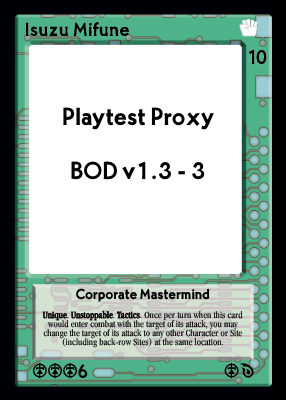 Isuzu Mifune
10
Playtest Proxy
BOD v1.3 - 3
Corporate Mastermind
Unique. Unstoppable. Tactics. Once per turn when this card
would enter combat with the target of its attack, you may
change the target of its attack to any other Character or Site
(including back-row Sites) at the same location.
6